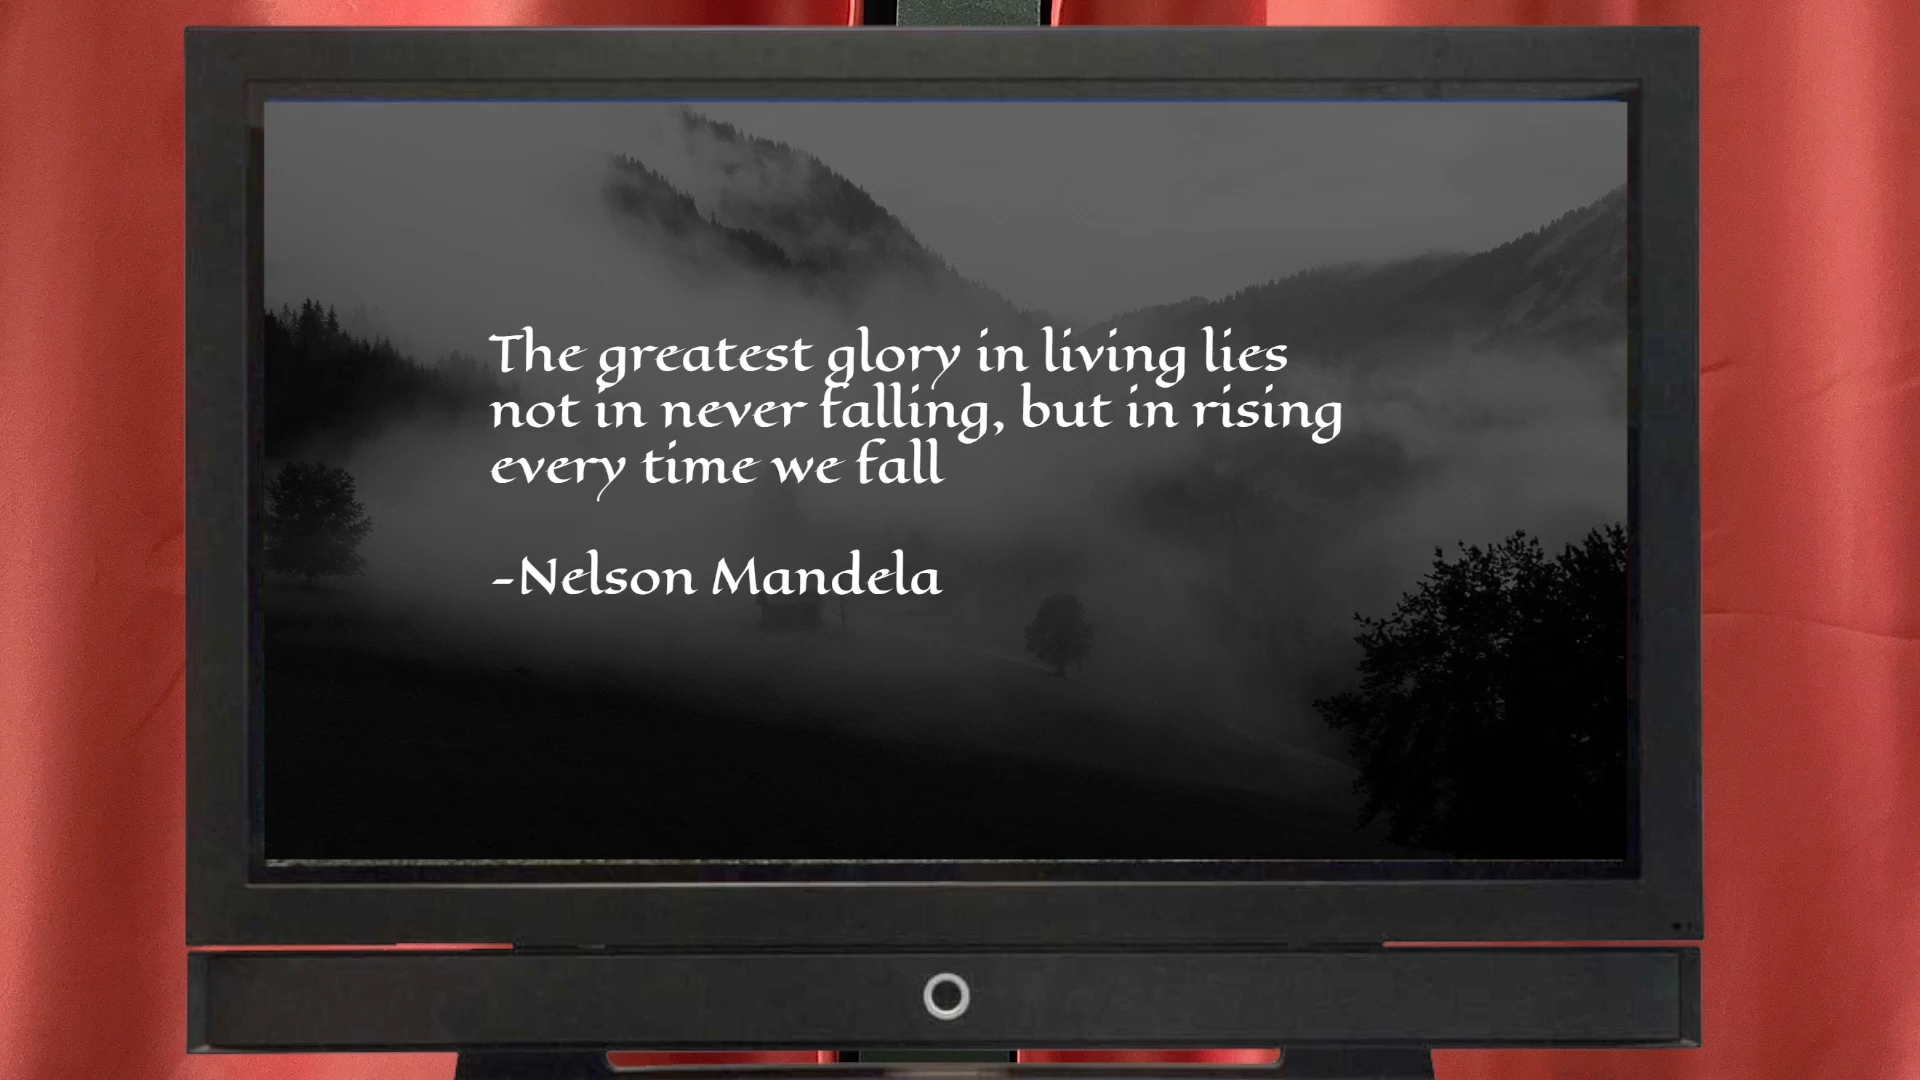 The greatest glory in living lies
not in never falling, but in rising
every time we fall
-Nelson Mandela